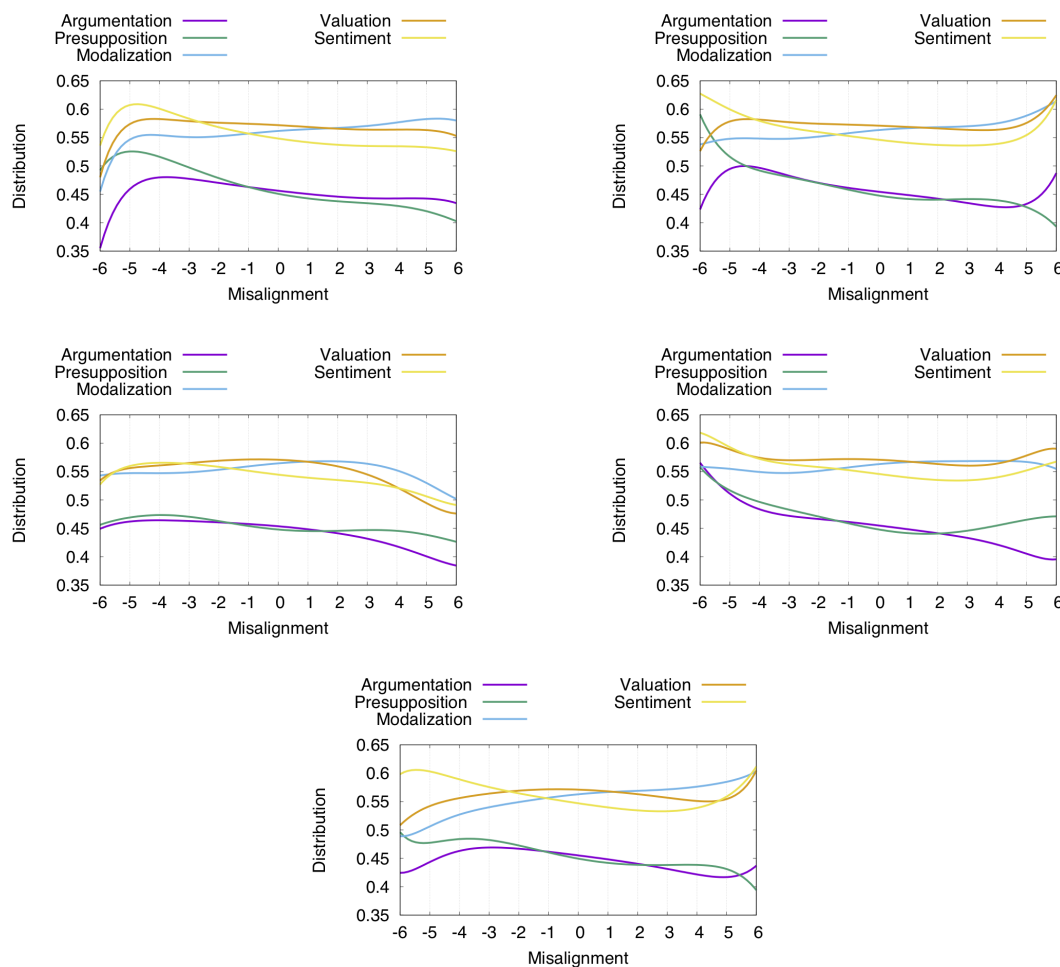 Argumentation Valuation
Presupposition Sentiment
Modalization
0.65
0.6
0.55
0.5
0.45
0.4
0.35
Distribution
-6 -5 -4 -3 -2 -1 0 1 2 3 4 5 6
Misalignment
Argumentation Valuation
Presupposition Sentiment
Modalization
0.65
0.6
0.55
0.5
0.45
0.4
0.35
Distribution
-6 -5 -4 -3 -2 -1 0 1 2 3 4 5 6
Misalignment
Argumentation Valuation
Presupposition Sentiment
Modalization
0.65
0.6
0.55
0.5
0.45
0.4
0.35
Distribution
-6 -5 -4 -3 -2 -1 0 1 2 3 4 5 6
Misalignment
Argumentation Valuation
Presupposition Sentiment
Modalization
0.65
0.6
0.55
0.5
0.45
0.4
0.35
Distribution
-6 -5 -4 -3 -2 -1 0 1 2 3 4 5 6
Misalignment
Argumentation Valuation
Presupposition Sentiment
Modalization
0.65
0.6
0.55
0.5
0.45
0.4
0.35
Distribution
-6 -5 -4 -3 -2 -1 0 1 2 3 4 5 6
Misalignment